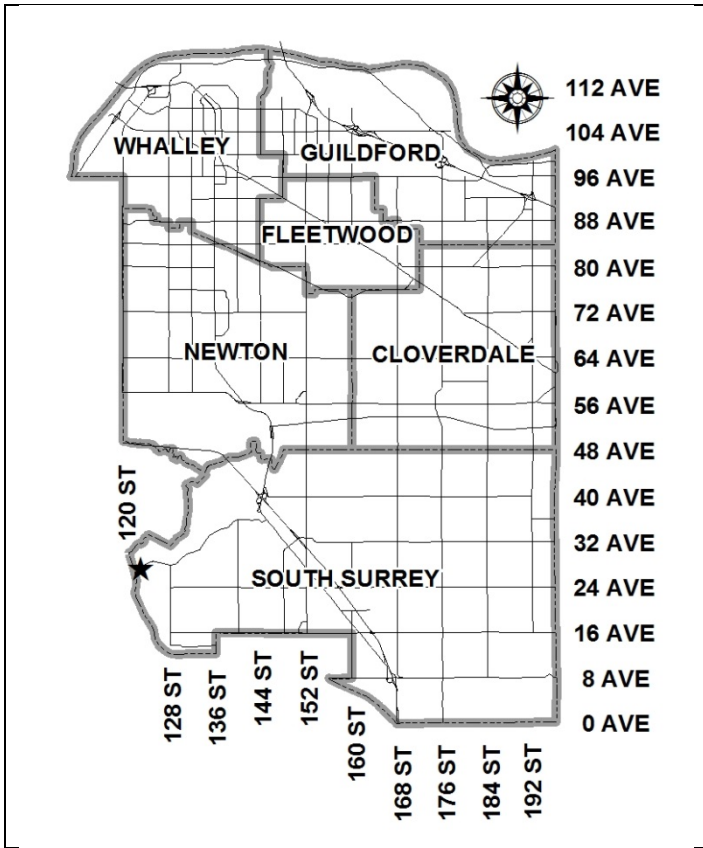 112 AVE
104 AVE
WHALLEY
GUILDFORD
96 AVE
88 AVE
FLEETWOOD
80 AVE
72 AVE
NEWTON
CLOVERDALE
64 AVE
56 AVE
48 AVE
120 ST
40 AVE
32 AVE
SOUTH SURREY
24 AVE
16 AVE
128 ST
136 ST
144 ST
152 ST
160 ST
8 AVE
0 AVE
168 ST
176 ST
184 ST
192 ST